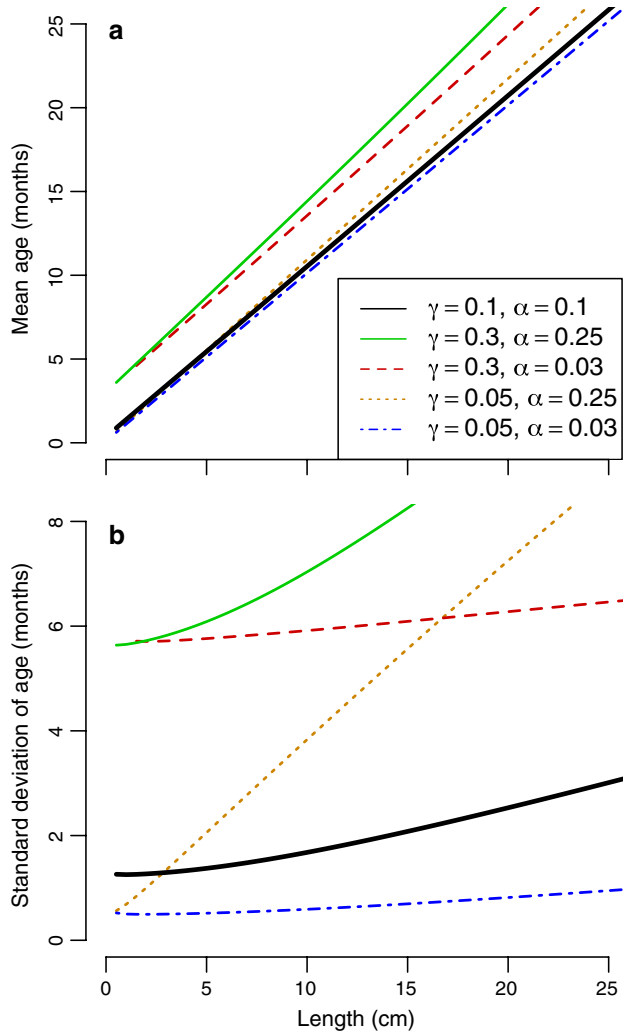 a
25
20
15
10
5
0
Mean age (months)
γ = 0.1, α = 0.1
γ = 0.3, α = 0.25
γ = 0.3, α = 0.03
γ = 0.05, α = 0.25
γ = 0.05, α = 0.03
b
8
6
4
2
0
Standard deviation of age (months)
0 5 10 15 20 25
Length (cm)